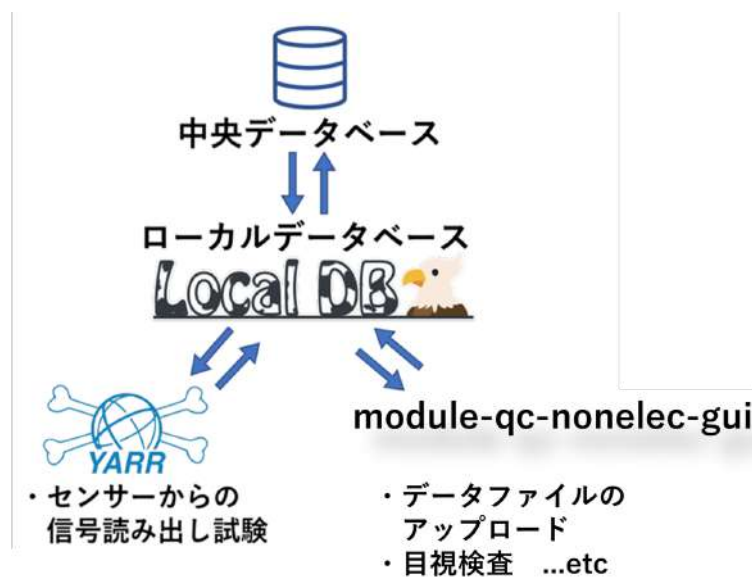 中央データベース
ローカルデータベース
Local DB
YARR
・センサーからの
信号読み出し試験
module-qc-nonelec-gui
・データファイルの
アップロード
・目視検査 ...etc